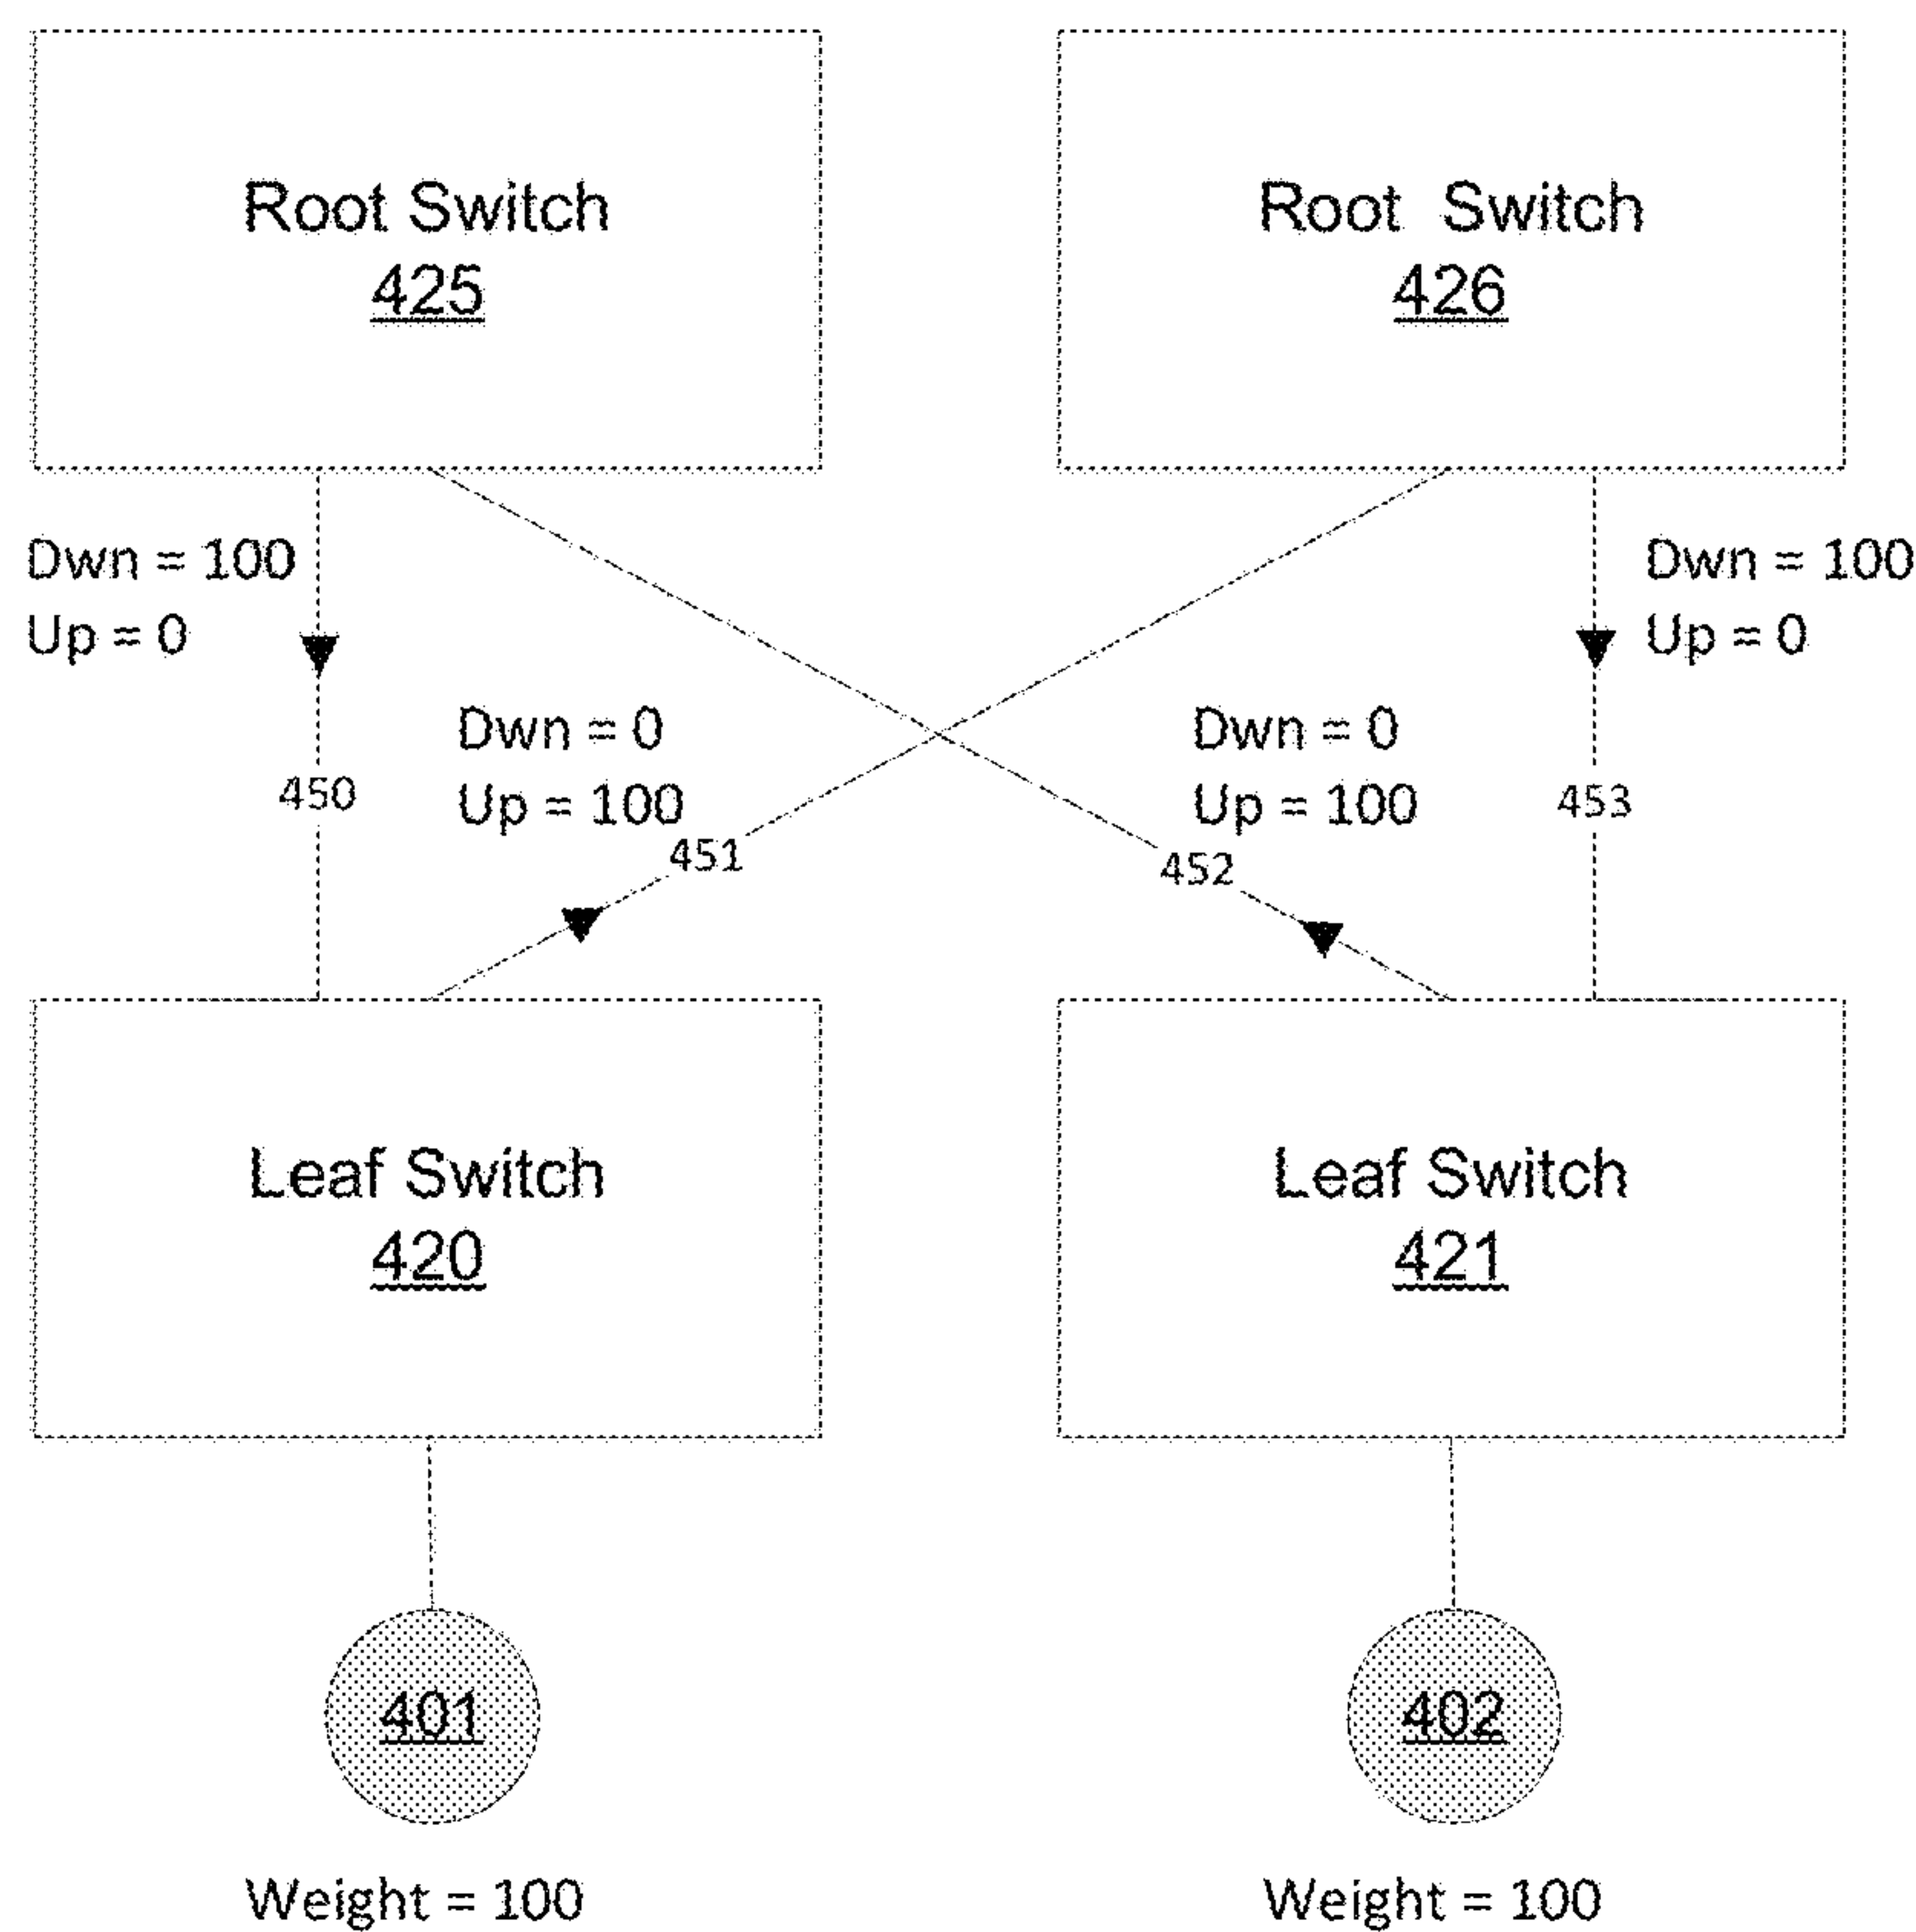 Root Switch
425
Root Switch
426
Dwn = 100
Up = 0
Dwn = 100
Up = 0
Dwn = 0
Up = 100
Dwn = 0
Up = 100
450
451
452
453
Leaf Switch
420
Leaf Switch
421
401
402
Weight = 100
Weight = 100